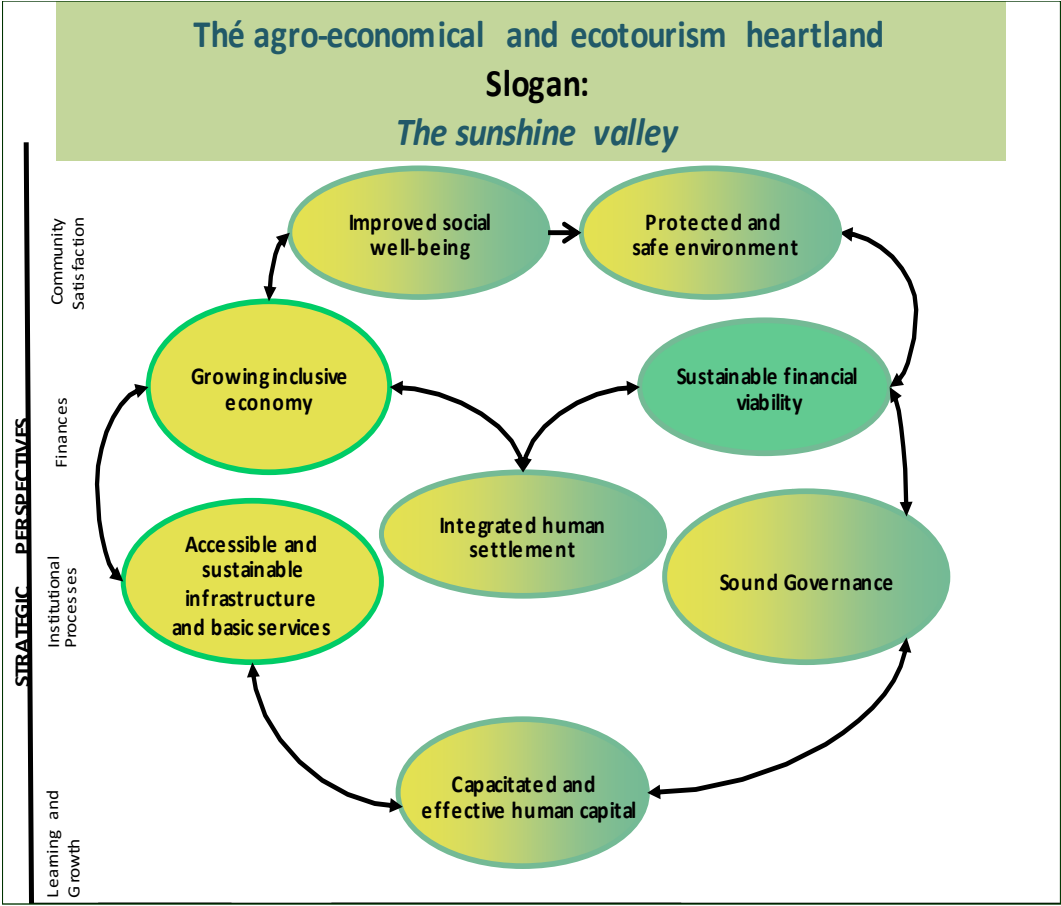 Thé agro-economical and ecotourism heartland
Slogan:
The sunshine valley
STRATEGIC PERSPECTIVES
Community
Satisfaction
Finances
Institutional
Processes
Learning and
Growth
Improved social
well-being
Protected and
safe environment
Growing inclusive
economy
Sustainable financial
viability
Integrated human
settlement
Accessible and
sustainable
infrastructure
and basic services
Sound Governance
Capacitated and
effective human capital